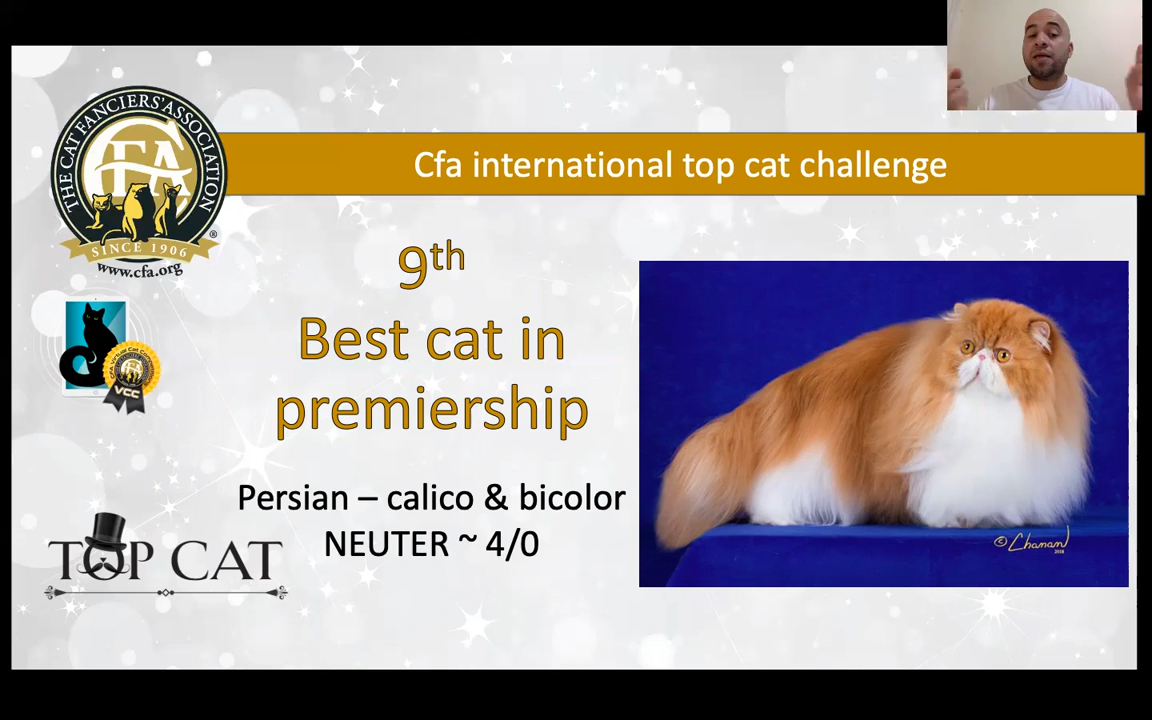 THE CAT FANCIERS' ASSOCIATION
CFA
SINCE 1906
®
www.cfa.org
Cfa international top cat challenge
9th
Best cat in
premiership
VCC
Persian – calico & bicolor
NEUTER ~ 4/0
TOP CAT
© Chanan
2018